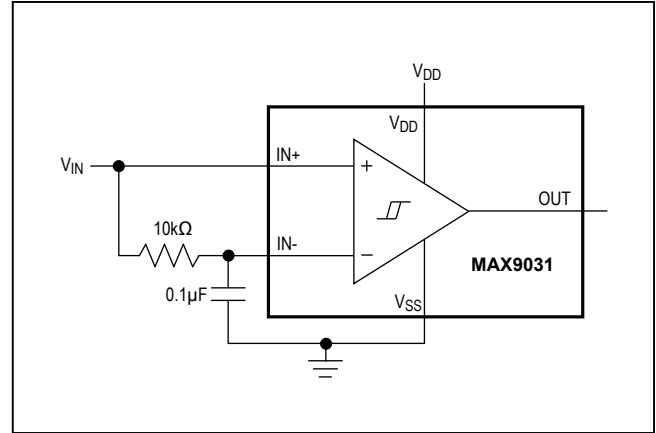 VDD
VDD
VIN
IN+
+
OUT
10kΩ
IN-
−
MAX9031
0.1µF
VSS